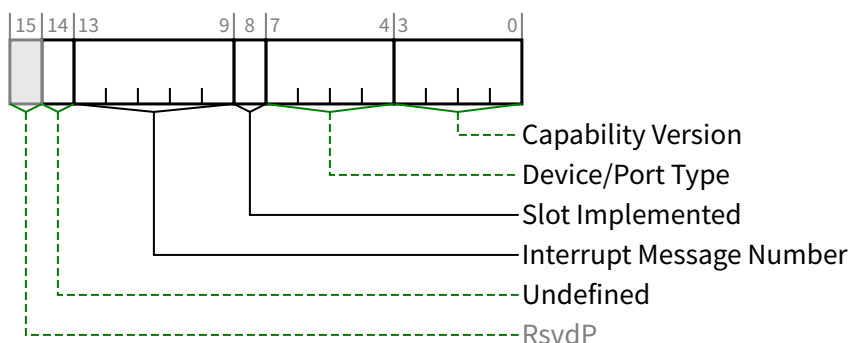 15 14 13 9 8 7 4 3 0
Capability Version
Device/Port Type
Slot Implemented
Interrupt Message Number
Undefined
RsvdP